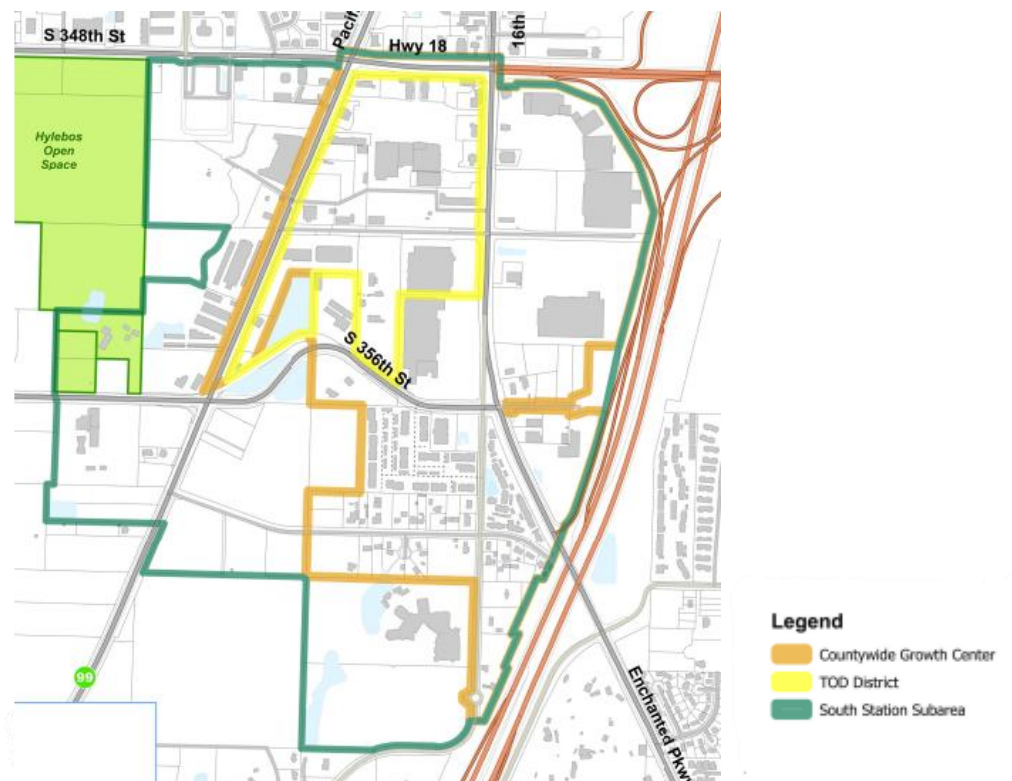 S 348th St
Pacif
Hwy 18
16th
Hylebos
Open
Space
S 356th St
99
Enchanted Pkw
Legend
Countywide Growth Center
TOD District
South Station Subarea